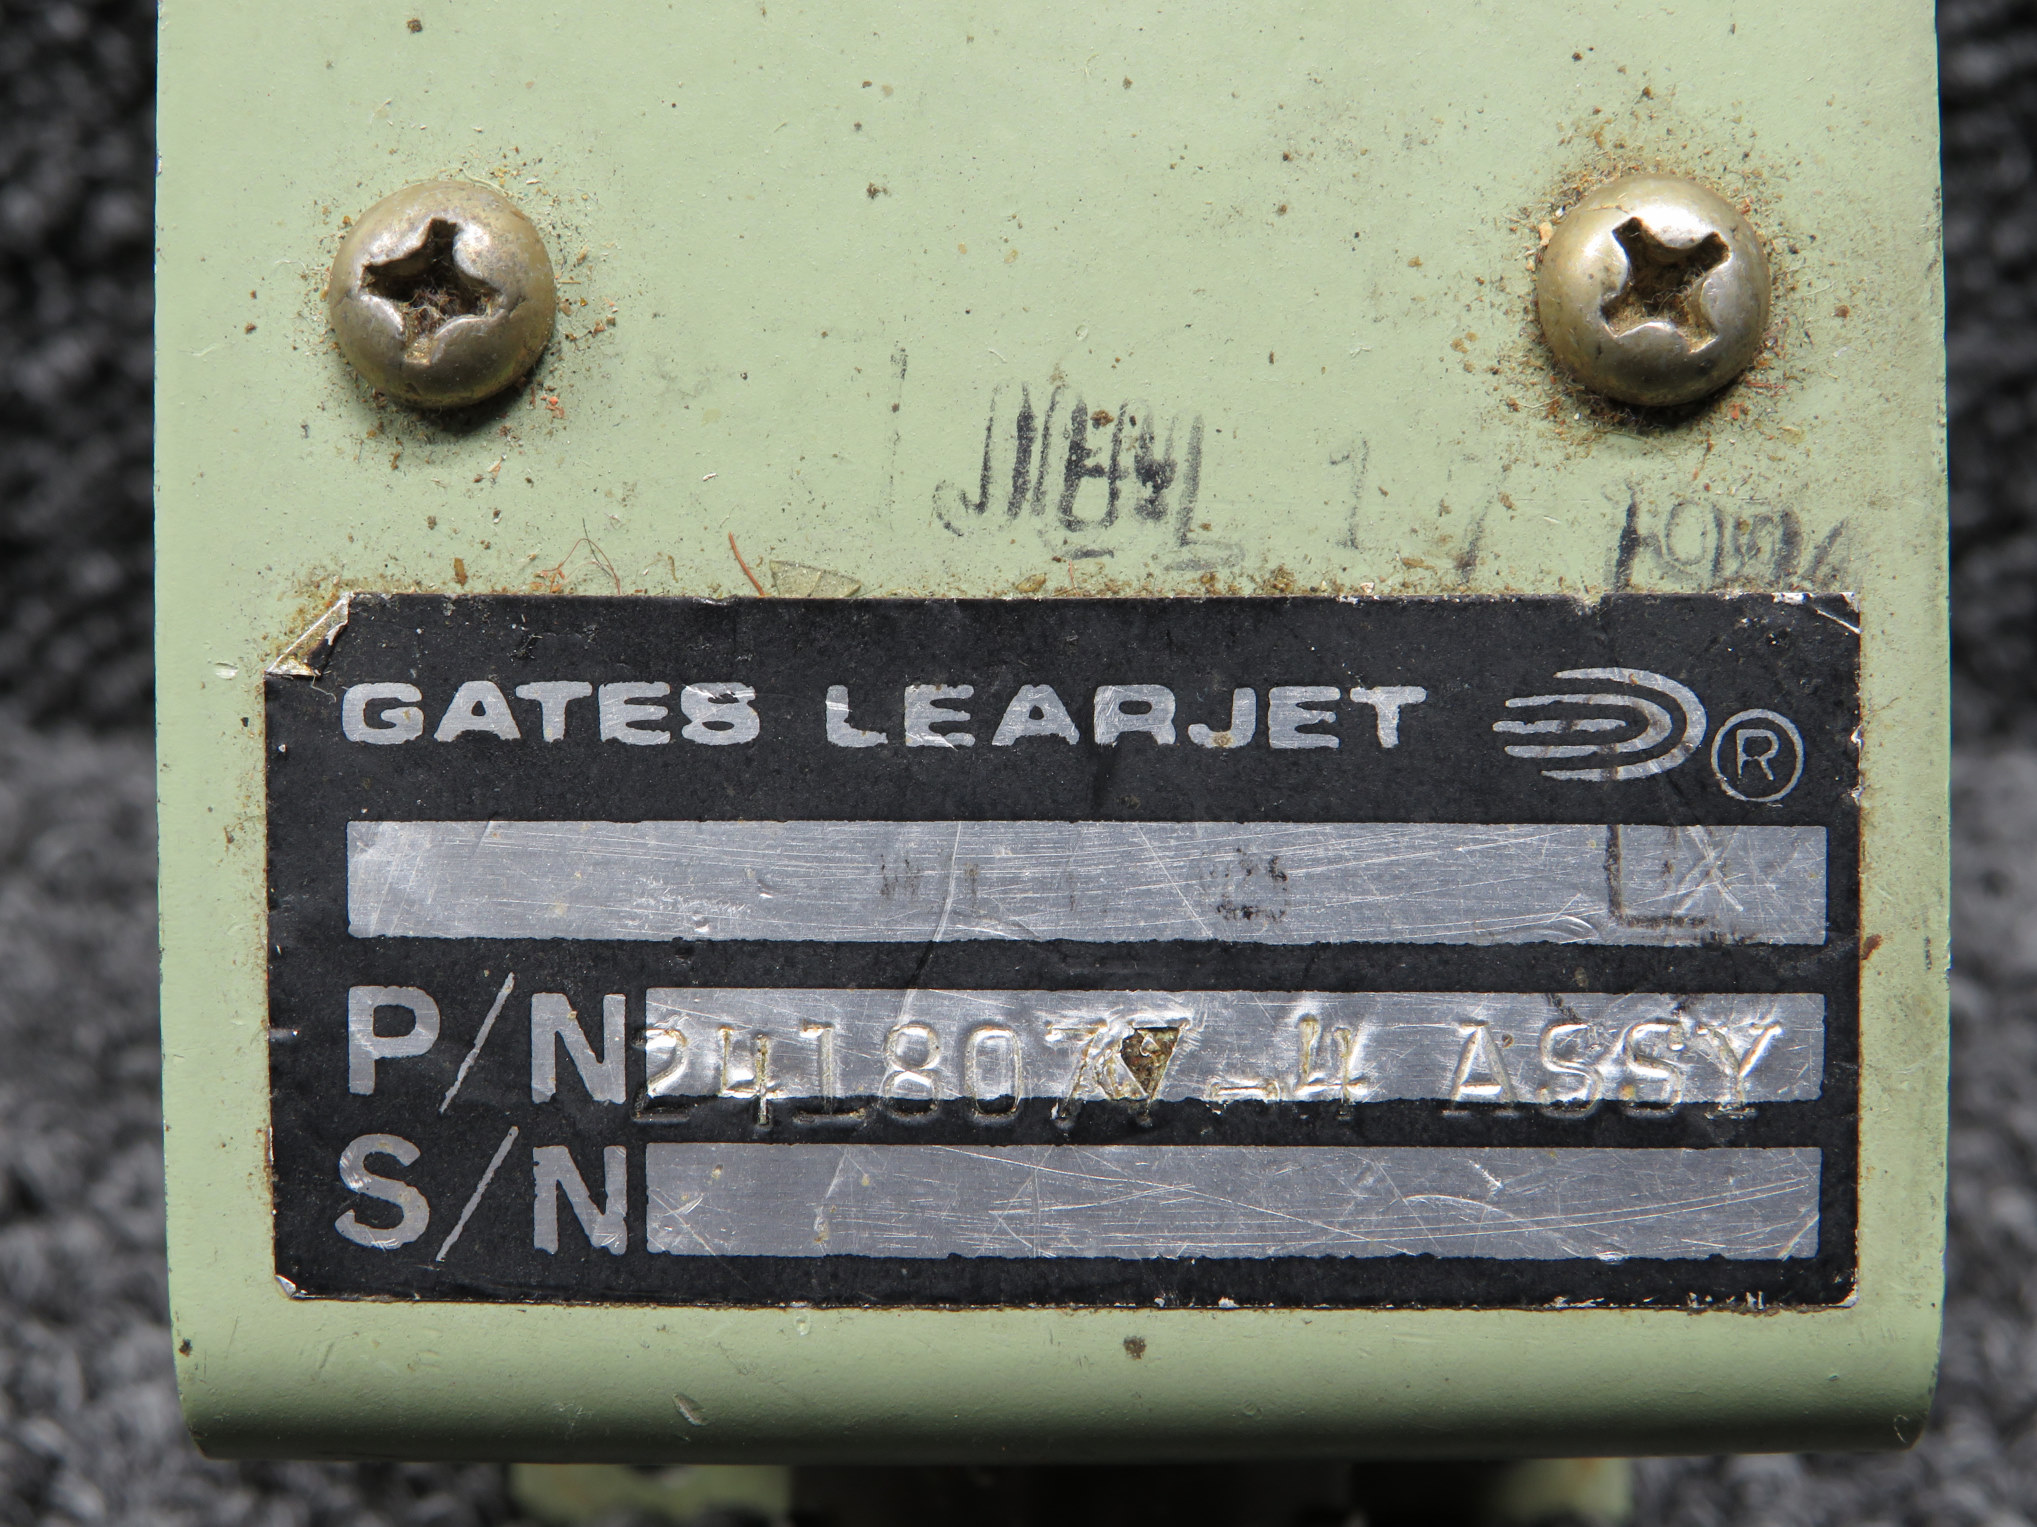 GATES LEARJET ®
P/N 2418077-4 ASSY
S/N